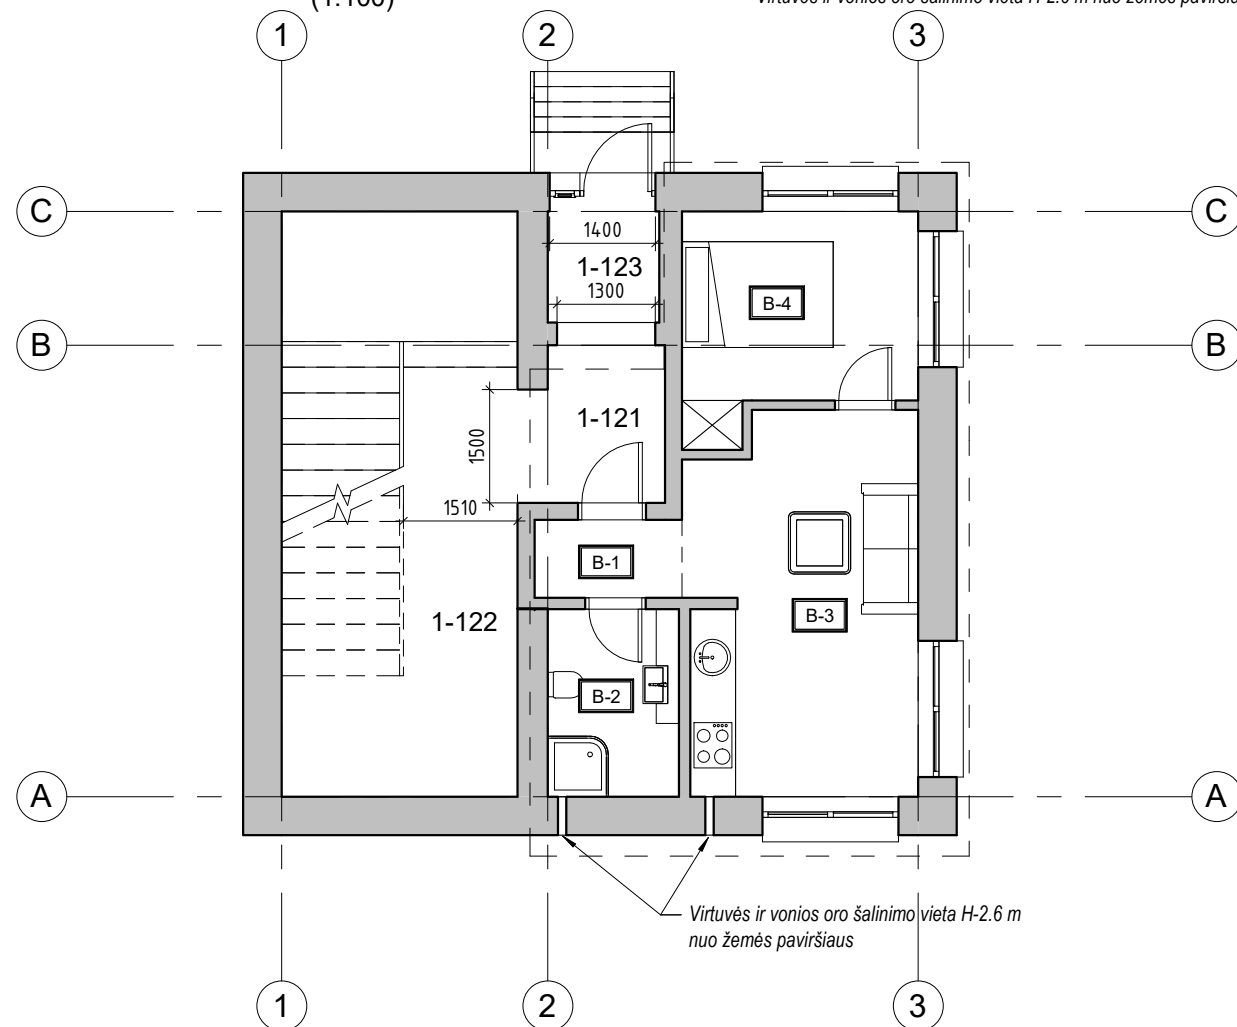 (1:100)
1
2
3
C
C
1400
1-123
1300
B-4
B
B
1-121
1500
1510
B-1
B-3
1-122
B-2
A
A
Virtuvės ir vonios oro šalinimo vieta H-2.6 m
nuo žemės paviršiaus
1
2
3